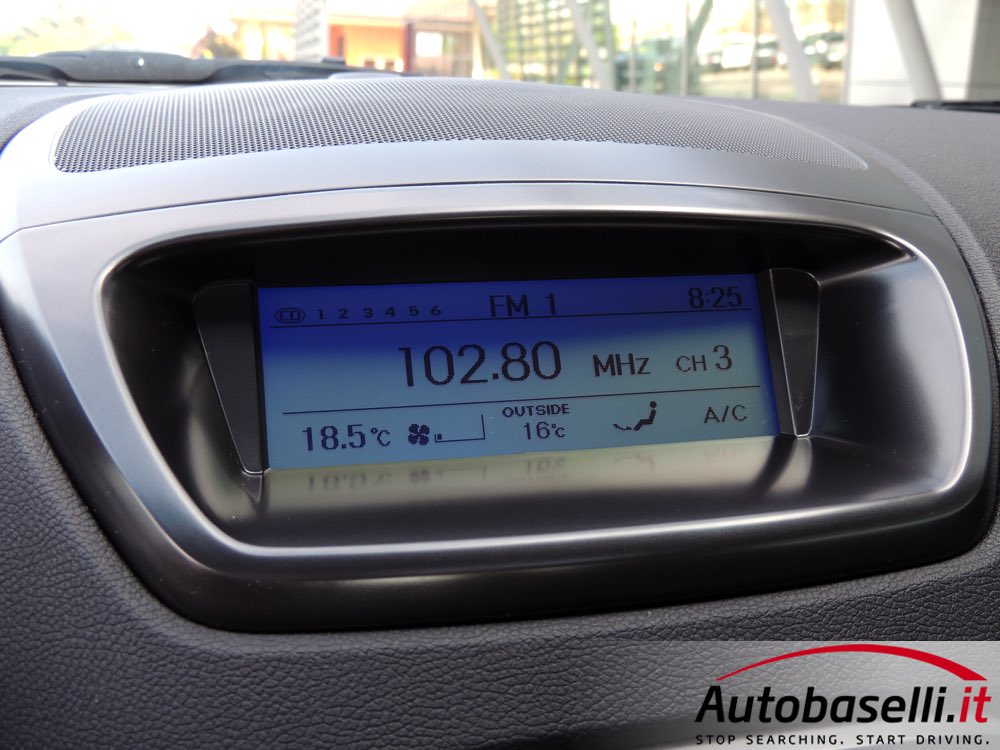 CD 1 2 3 4 5 6 FM 1 8:25
102.80 MHz CH 3
OUTSIDE
18.5°C 16°C A/C
Autobaselli.it
STOP SEARCHING. START DRIVING.